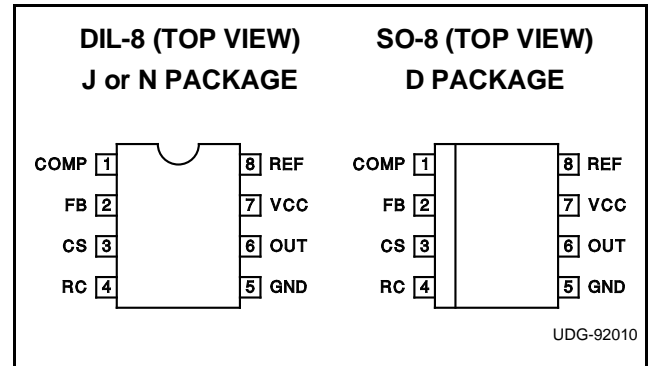 DIL-8 (TOP VIEW)
J or N PACKAGE
COMP 1
FB 2
CS 3
RC 4
8 REF
7 VCC
6 OUT
5 GND
SO-8 (TOP VIEW)
D PACKAGE
COMP 1
FB 2
CS 3
RC 4
8 REF
7 VCC
6 OUT
5 GND
UDG-92010